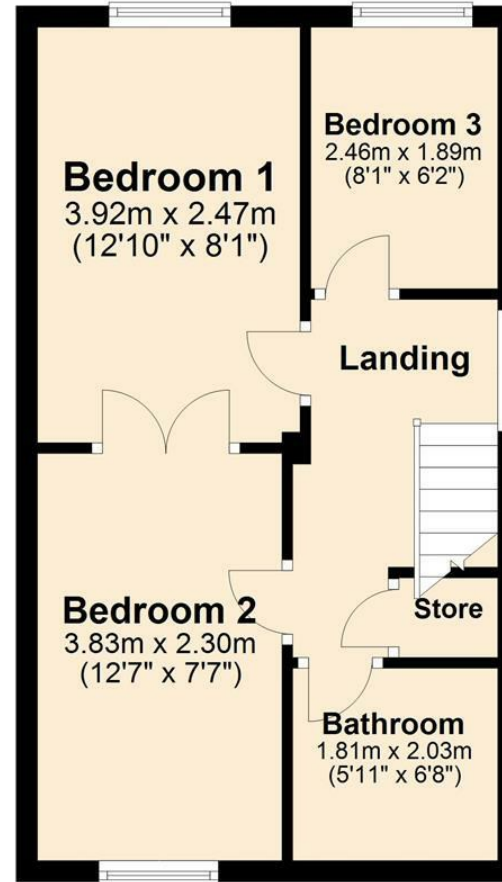 Bedroom 1
3.92m x 2.47m
(12'10" x 8'1")
Bedroom 3
2.46m x 1.89m
(8'1" x 6'2")
Landing
Bedroom 2
3.83m x 2.30m
(12'7" x 7'7")
Store
Bathroom
1.81m x 2.03m
(5'11" x 6'8")